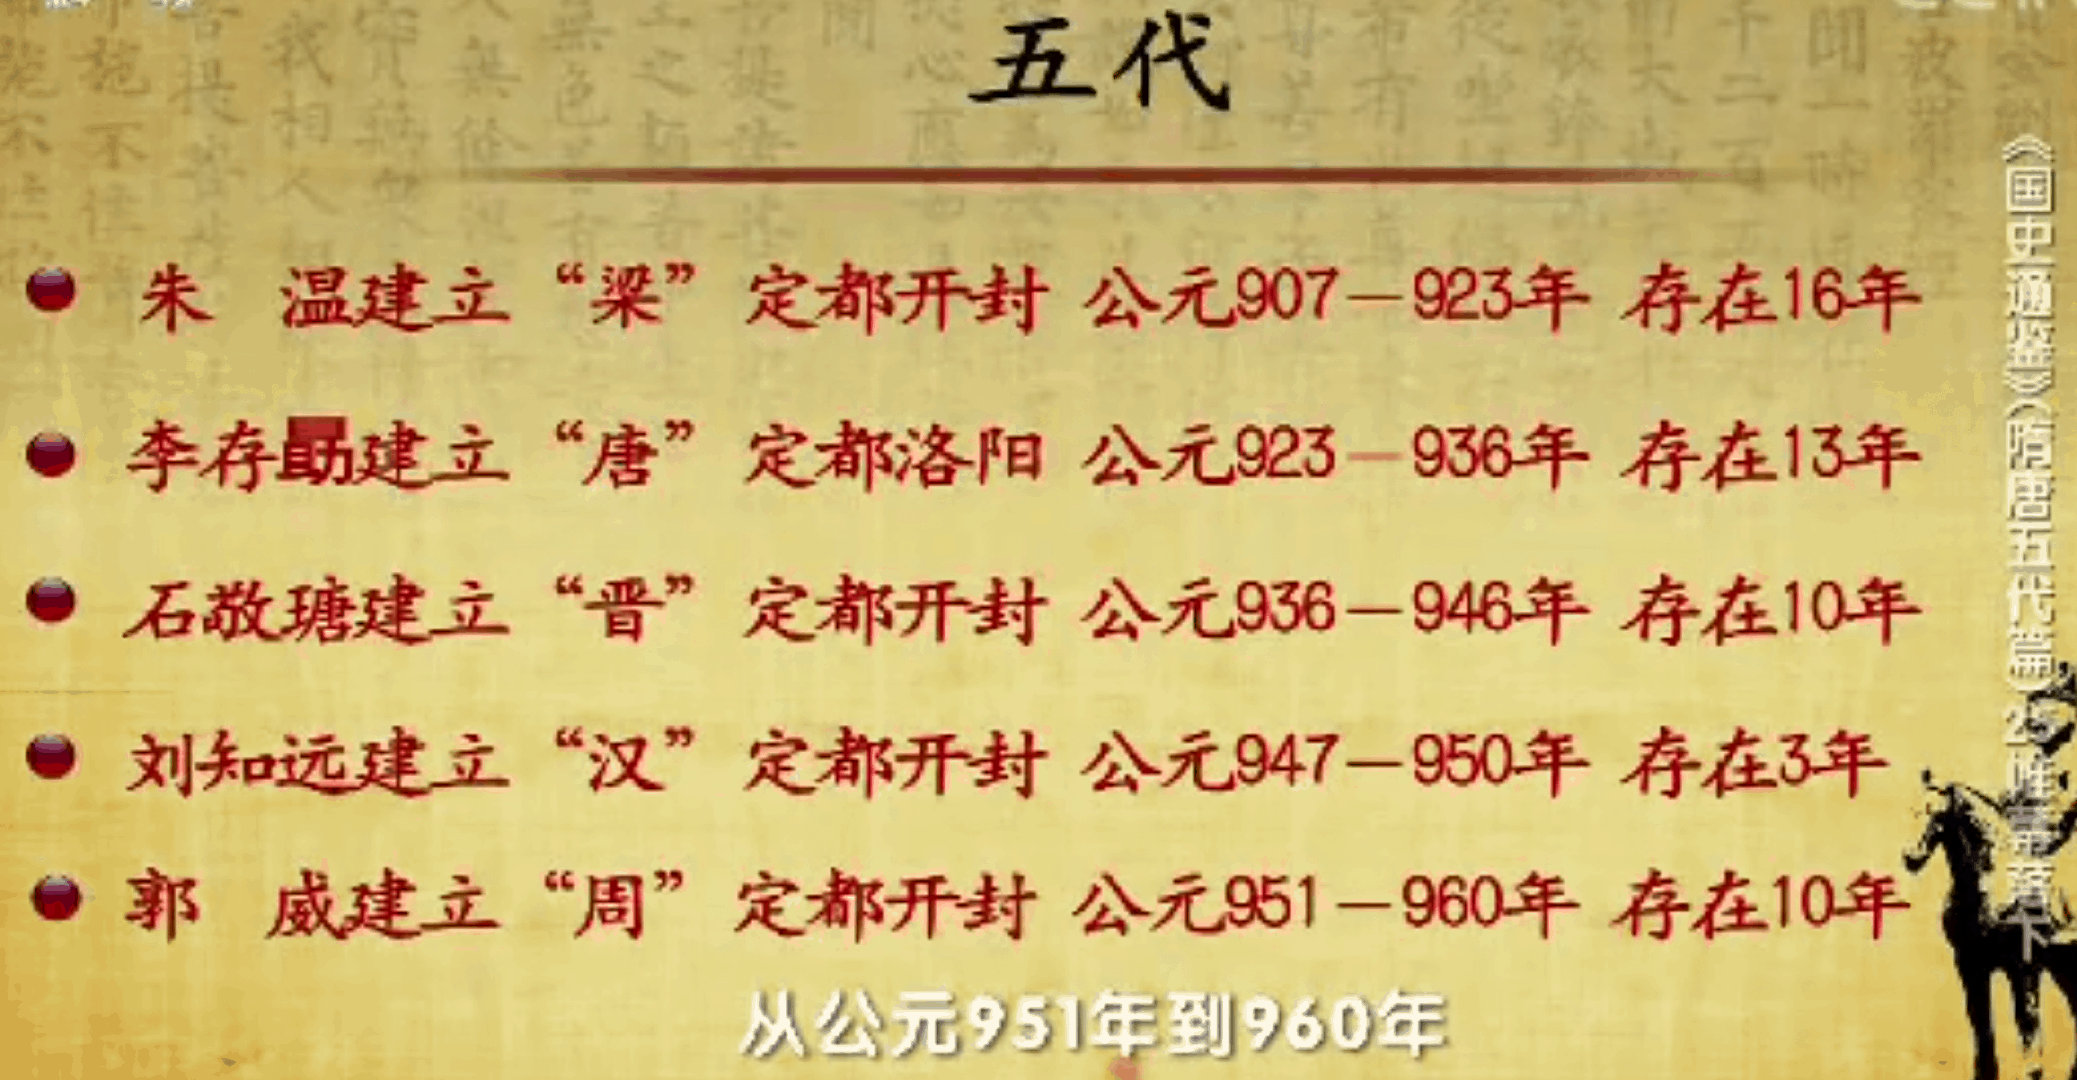 五代
朱 温建立“梁” 定都开封 公元907—923年 存在16年
李存勖建立“唐” 定都洛阳 公元923—936年 存在13年
石敬瑭建立“晋” 定都开封 公元936—946年 存在10年
刘知远建立“汉” 定都开封 公元947—950年 存在3年
郭 威建立“周” 定都开封 公元951—960年 存在10年
从公元951年到960年
《国史通鉴》（隋唐五代篇）25